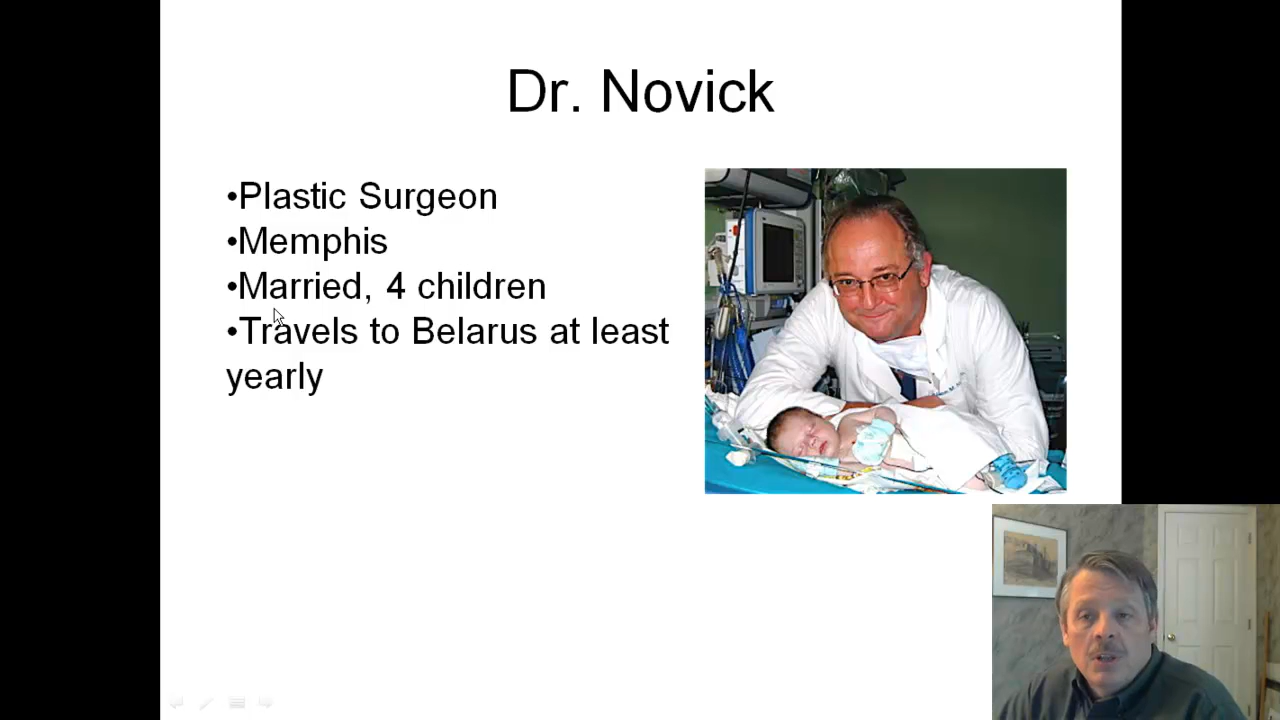 Dr. Novick
•Plastic Surgeon
•Memphis
•Married, 4 children
•Travels to Belarus at least
yearly